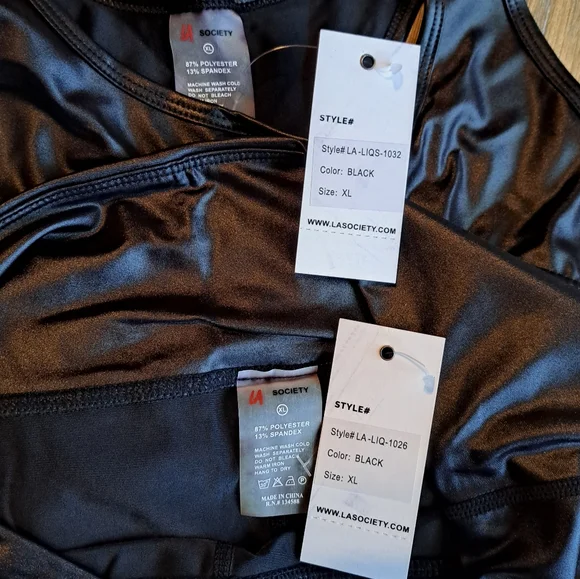 LA SOCIETY
XL
87% POLYESTER
13% SPANDEX
MACHINE WASH COLD
WASH SEPARATELY
DO NOT BLEACH
IRON
STYLE#
Style# LA-LIQS-1032
Color: BLACK
Size: XL
WWW.LASOCIETY.COM
LA SOCIETY
XL
87% POLYESTER
13% SPANDEX
MACHINE WASH COLD
WASH SEPARATELY
DO NOT BLEACH
WARM IRON
HANG TO DRY
MADE IN CHINA
R.N.# 134588
STYLE#
Style# LA-LIQ-1026
Color: BLACK
Size: XL
WWW.LASOCIETY.COM